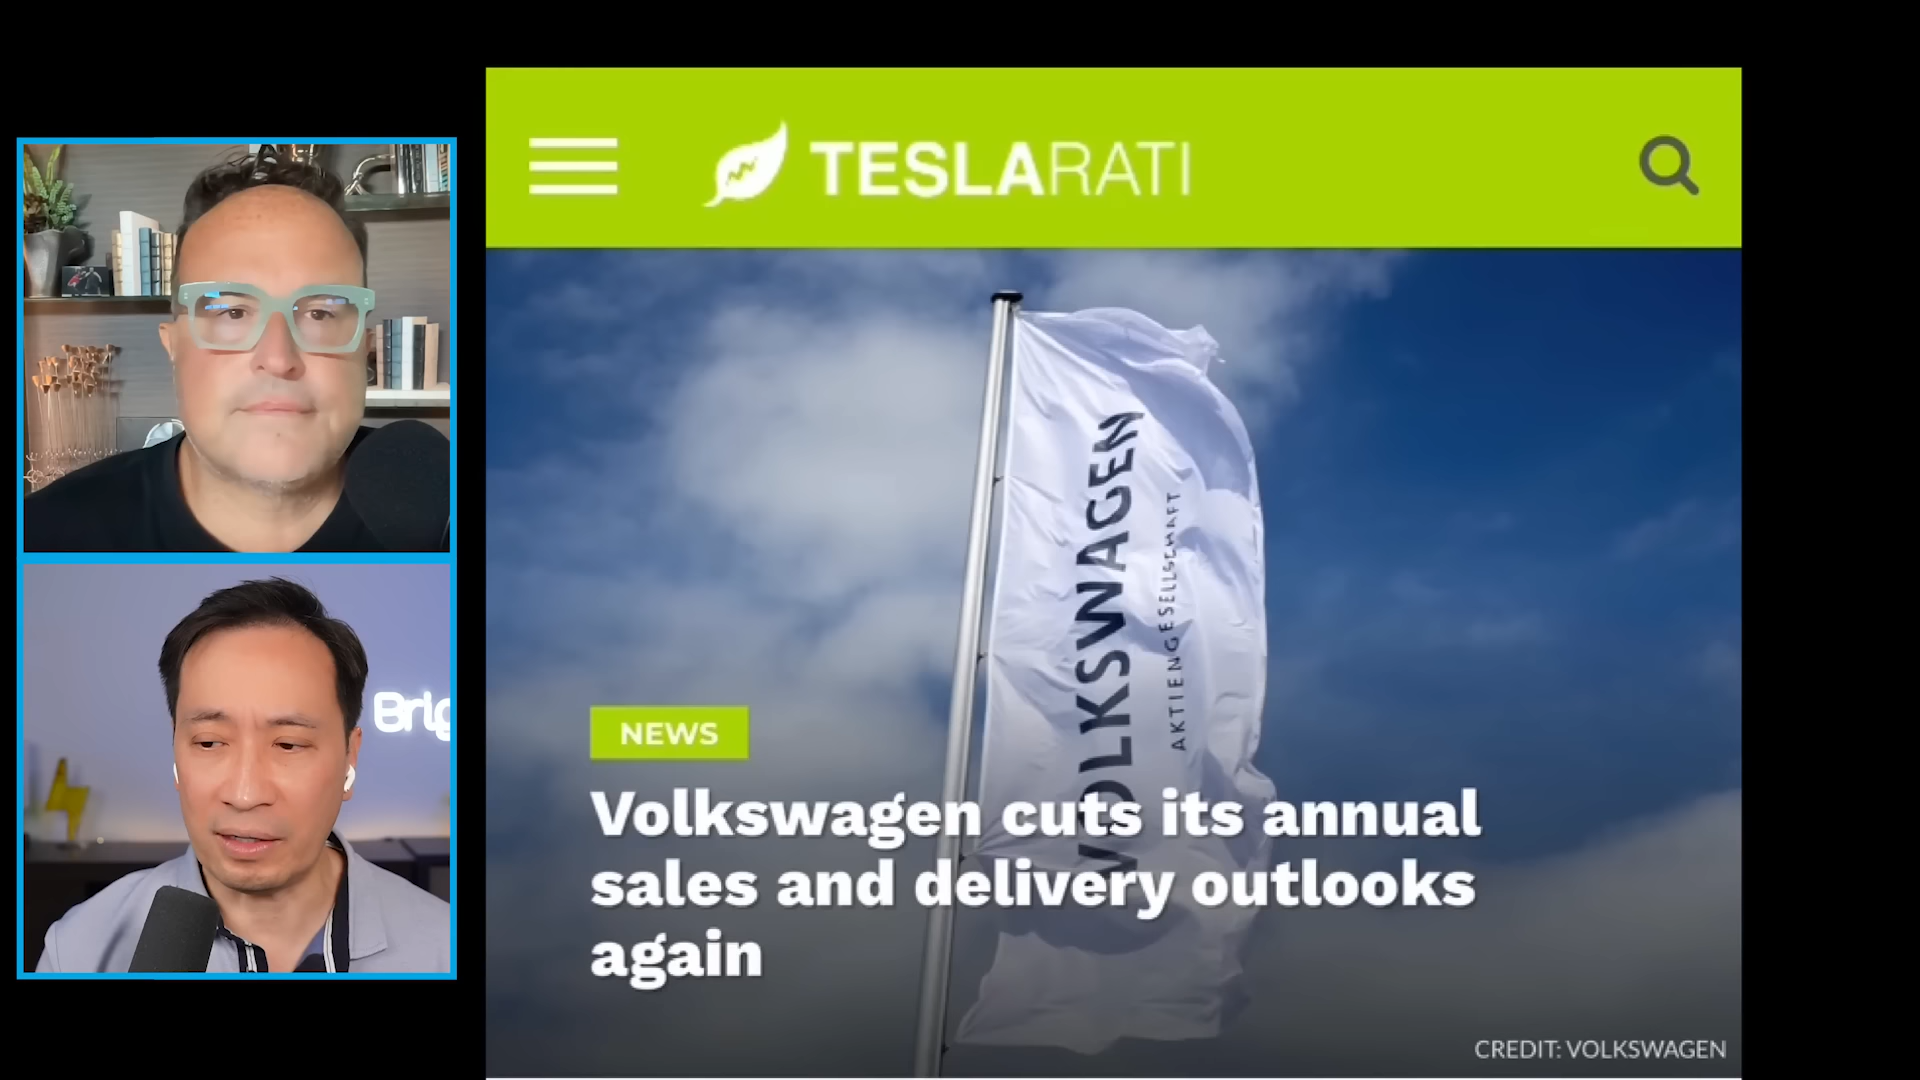 TESLARATI
VOLKSWAGEN
AKTIENGESELLSCHAFT
NEWS
Volkswagen cuts its annual
sales and delivery outlooks
again
CREDIT: VOLKSWAGEN